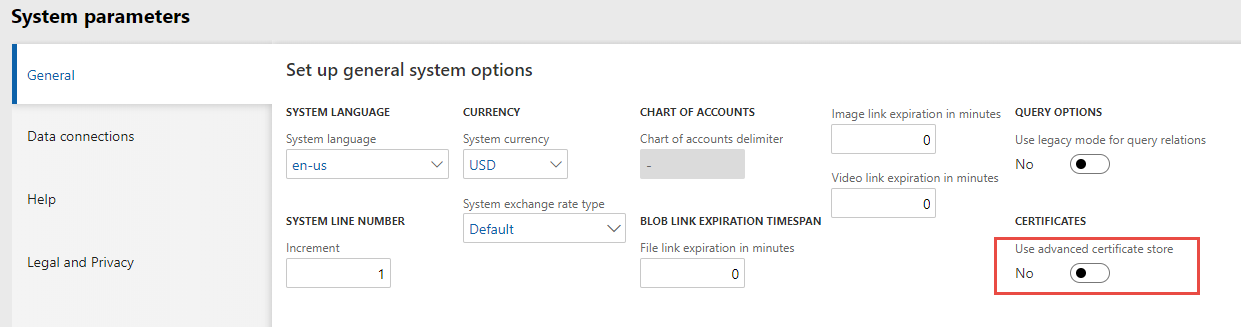 System parameters
General
Data connections
Help
Legal and Privacy
Set up general system options
SYSTEM LANGUAGE
System language
en-us
SYSTEM LINE NUMBER
Increment
1
CURRENCY
System currency
USD
System exchange rate type
Default
CHART OF ACCOUNTS
Chart of accounts delimiter
-
BLOB LINK EXPIRATION TIMESPAN
File link expiration in minutes
0
Image link expiration in minutes
0
Video link expiration in minutes
0
QUERY OPTIONS
Use legacy mode for query relations
No
CERTIFICATES
Use advanced certificate store
No